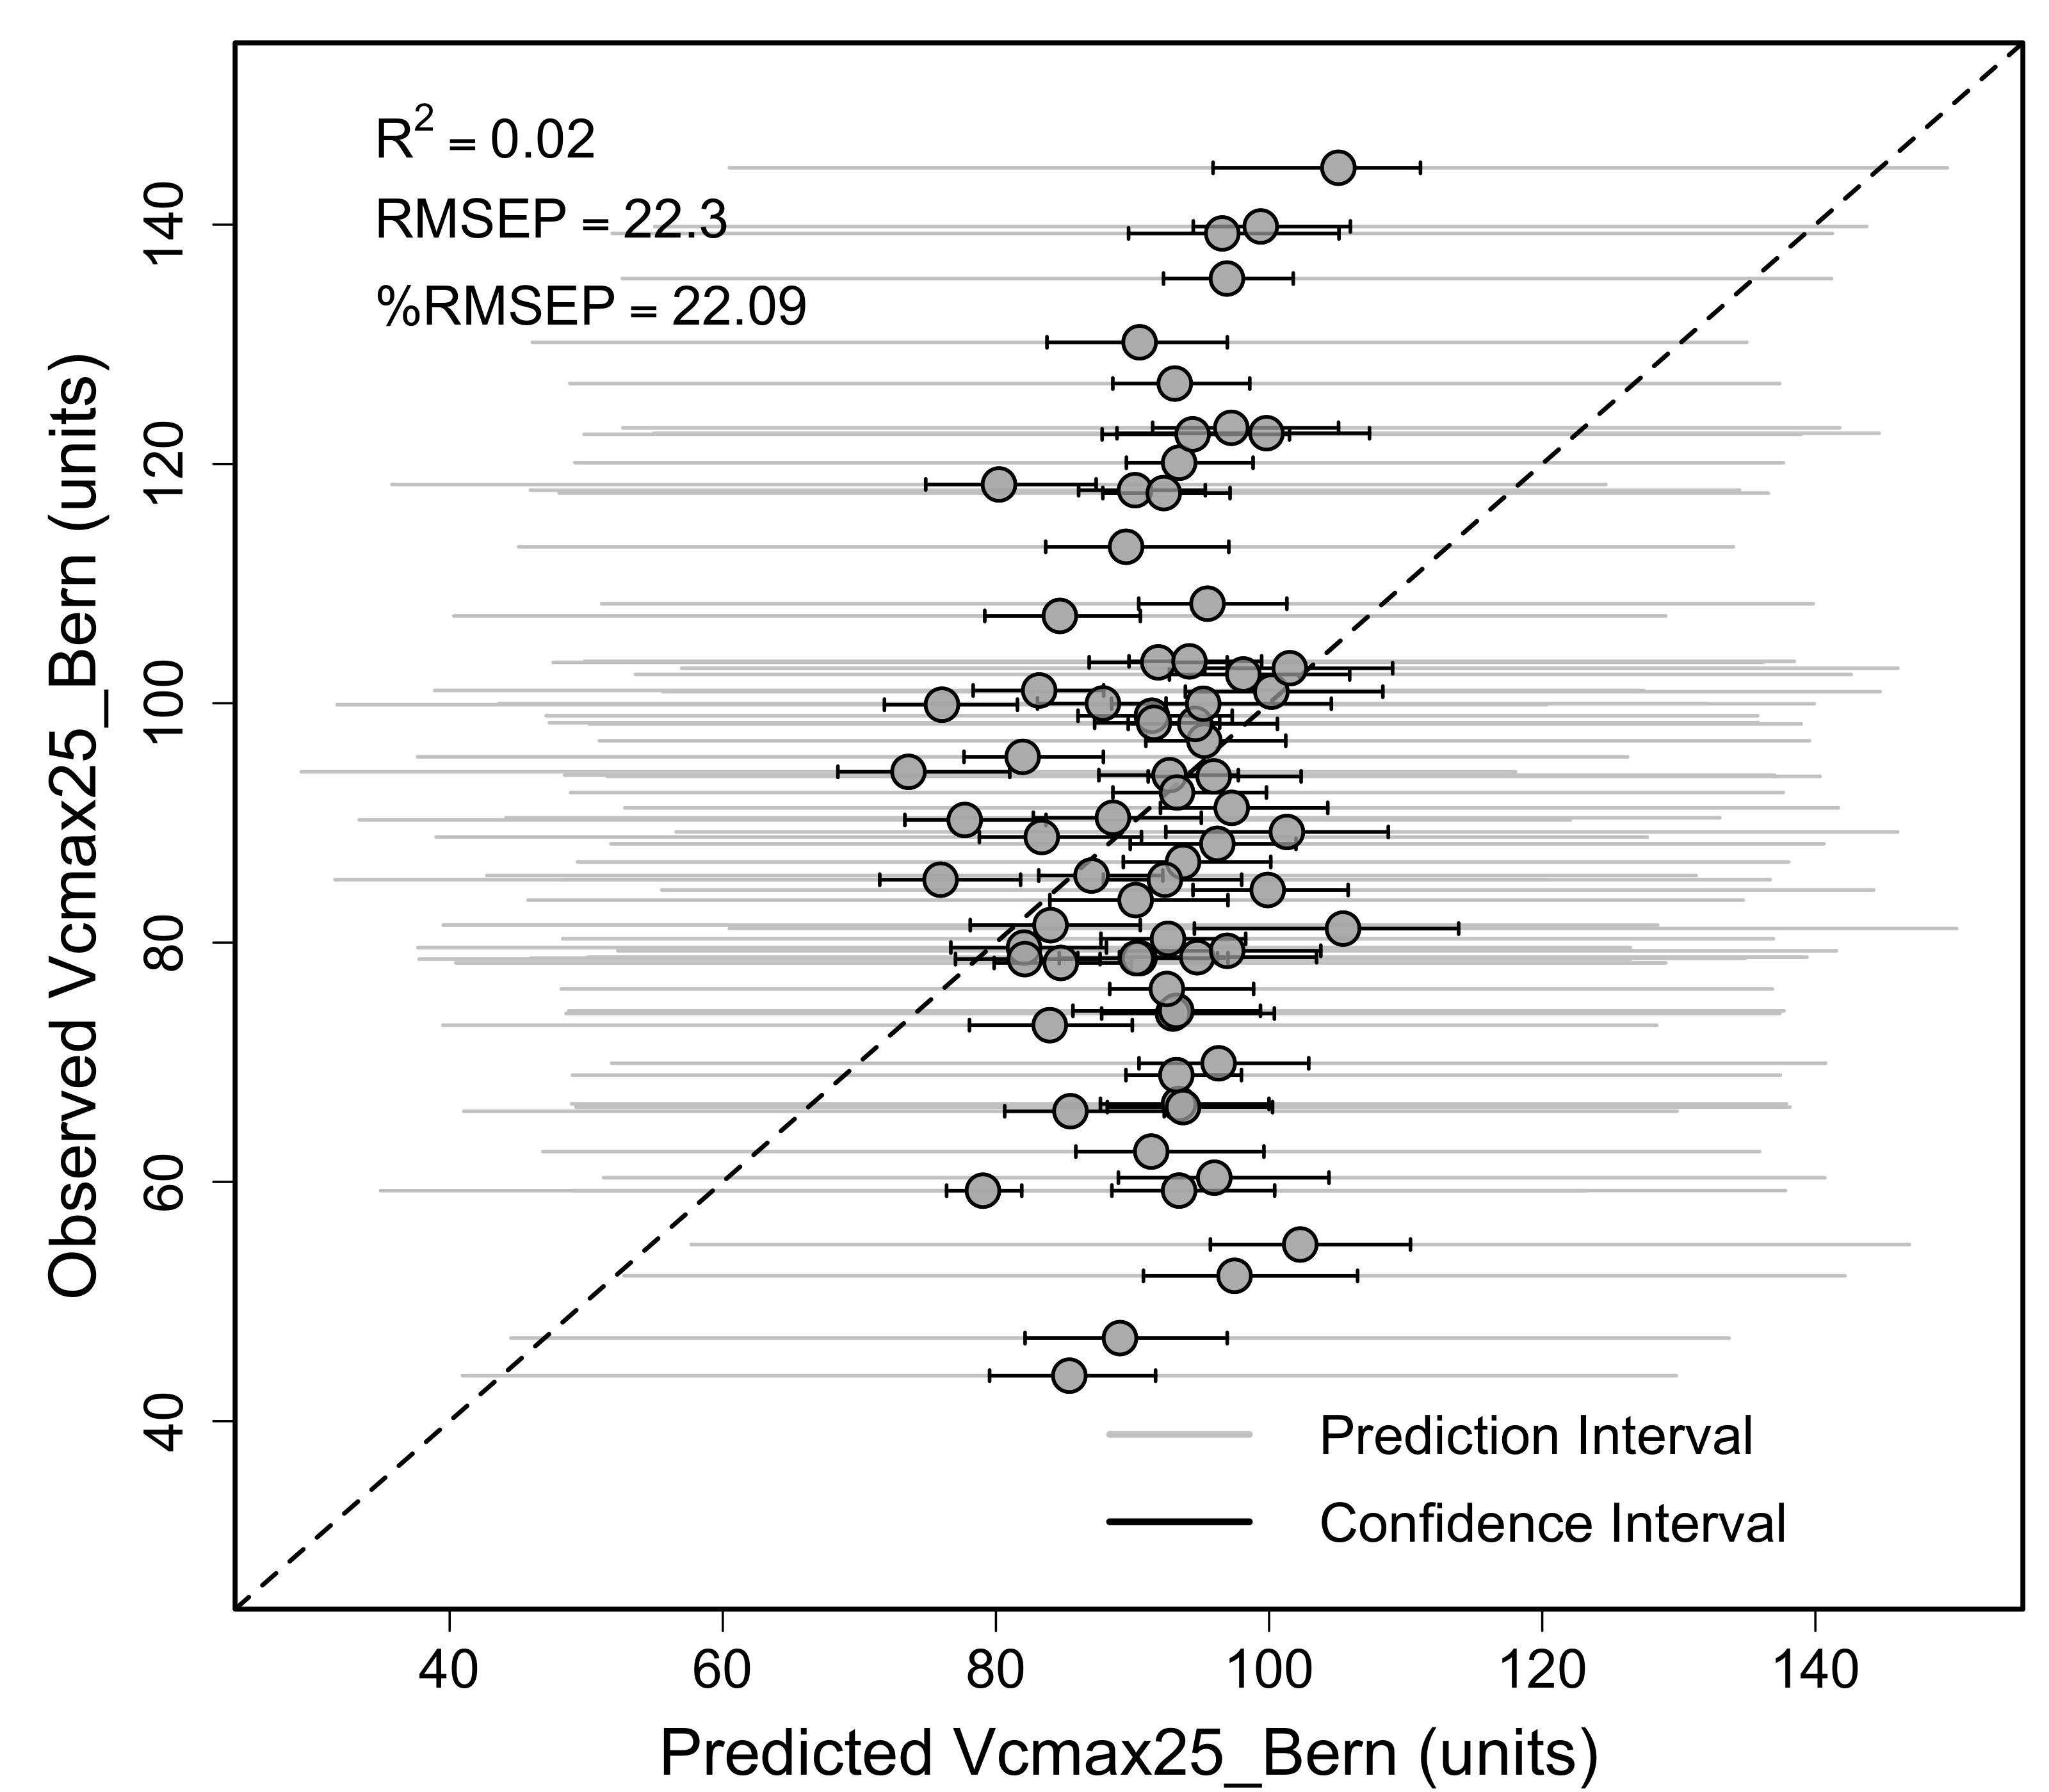 R² = 0.02
RMSEP = 22.3
%RMSEP = 22.09
Observed Vcmax25_Bern (units)
140
120
100
80
60
40
Prediction Interval
Confidence Interval
40 60 80 100 120 140
Predicted Vcmax25_Bern (units)